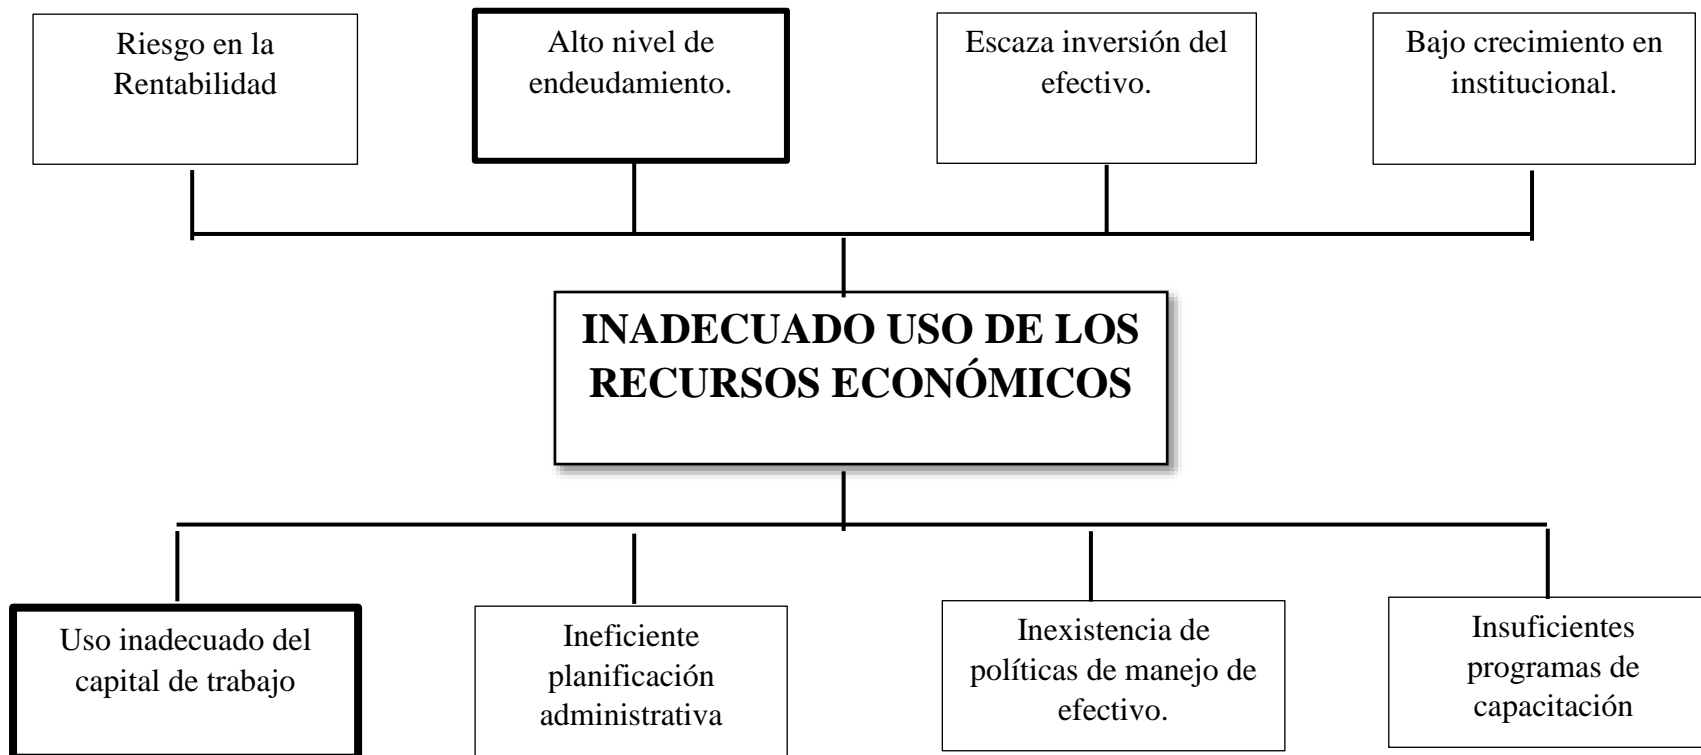 Riesgo en la
Rentabilidad
Alto nivel de
endeudamiento.
Escaza inversión del
efectivo.
Bajo crecimiento en
institucional.
INADECUADO USO DE LOS
RECURSOS ECONÓMICOS
Uso inadecuado del
capital de trabajo
Ineficiente
planificación
administrativa
Inexistencia de
políticas de manejo de
efectivo.
Insuficientes
programas de
capacitación